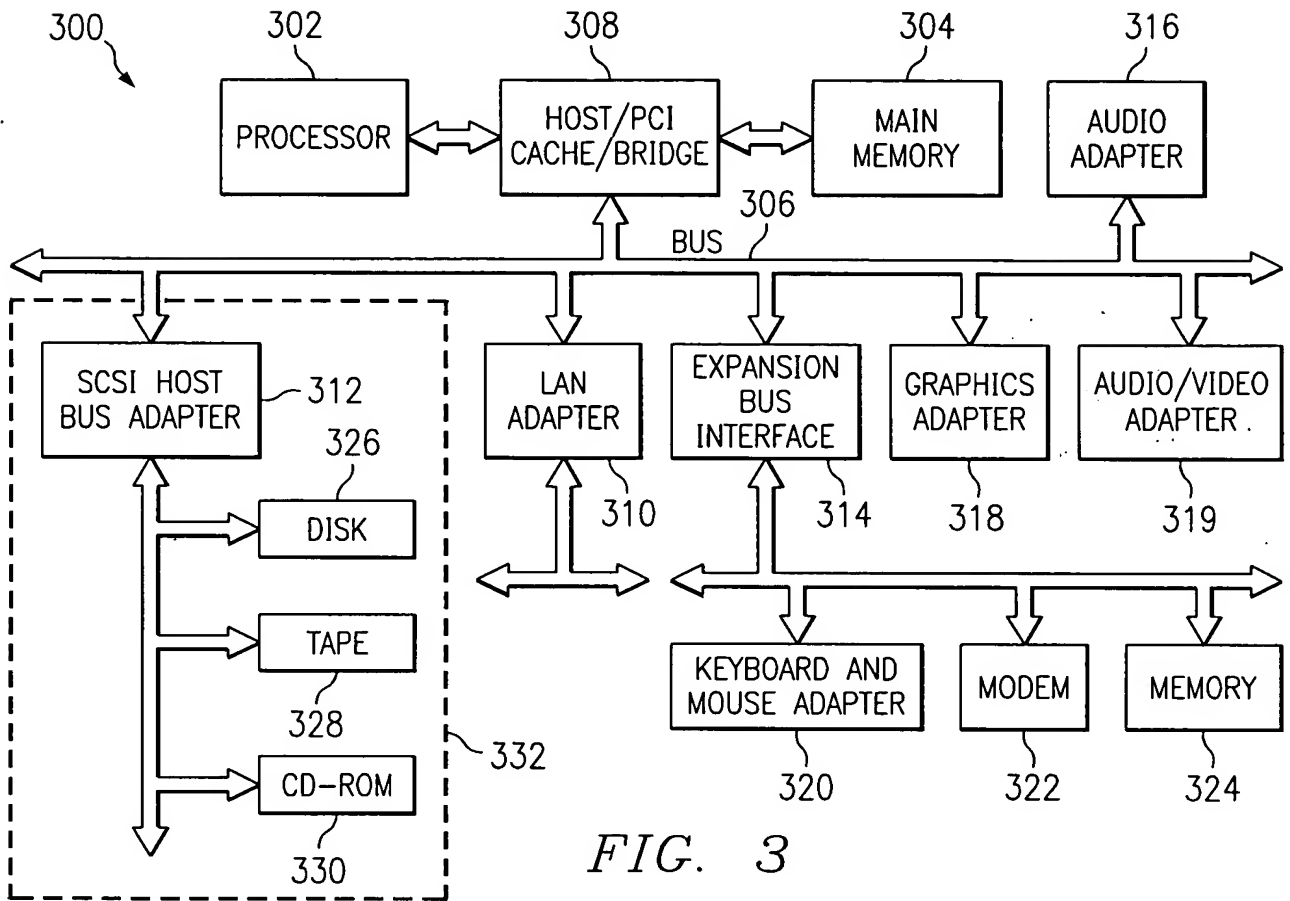 300
302
308
304
316
PROCESSOR
HOST/PCI
CACHE/BRIDGE
MAIN
MEMORY
AUDIO
ADAPTER
306
BUS
SCSI HOST
BUS ADAPTER
312
LAN
ADAPTER
EXPANSION
BUS
INTERFACE
GRAPHICS
ADAPTER
AUDIO/VIDEO
ADAPTER
326
310
314
318
319
DISK
TAPE
328
KEYBOARD AND
MOUSE ADAPTER
MODEM
MEMORY
332
320
322
324
CD-ROM
330
FIG. 3